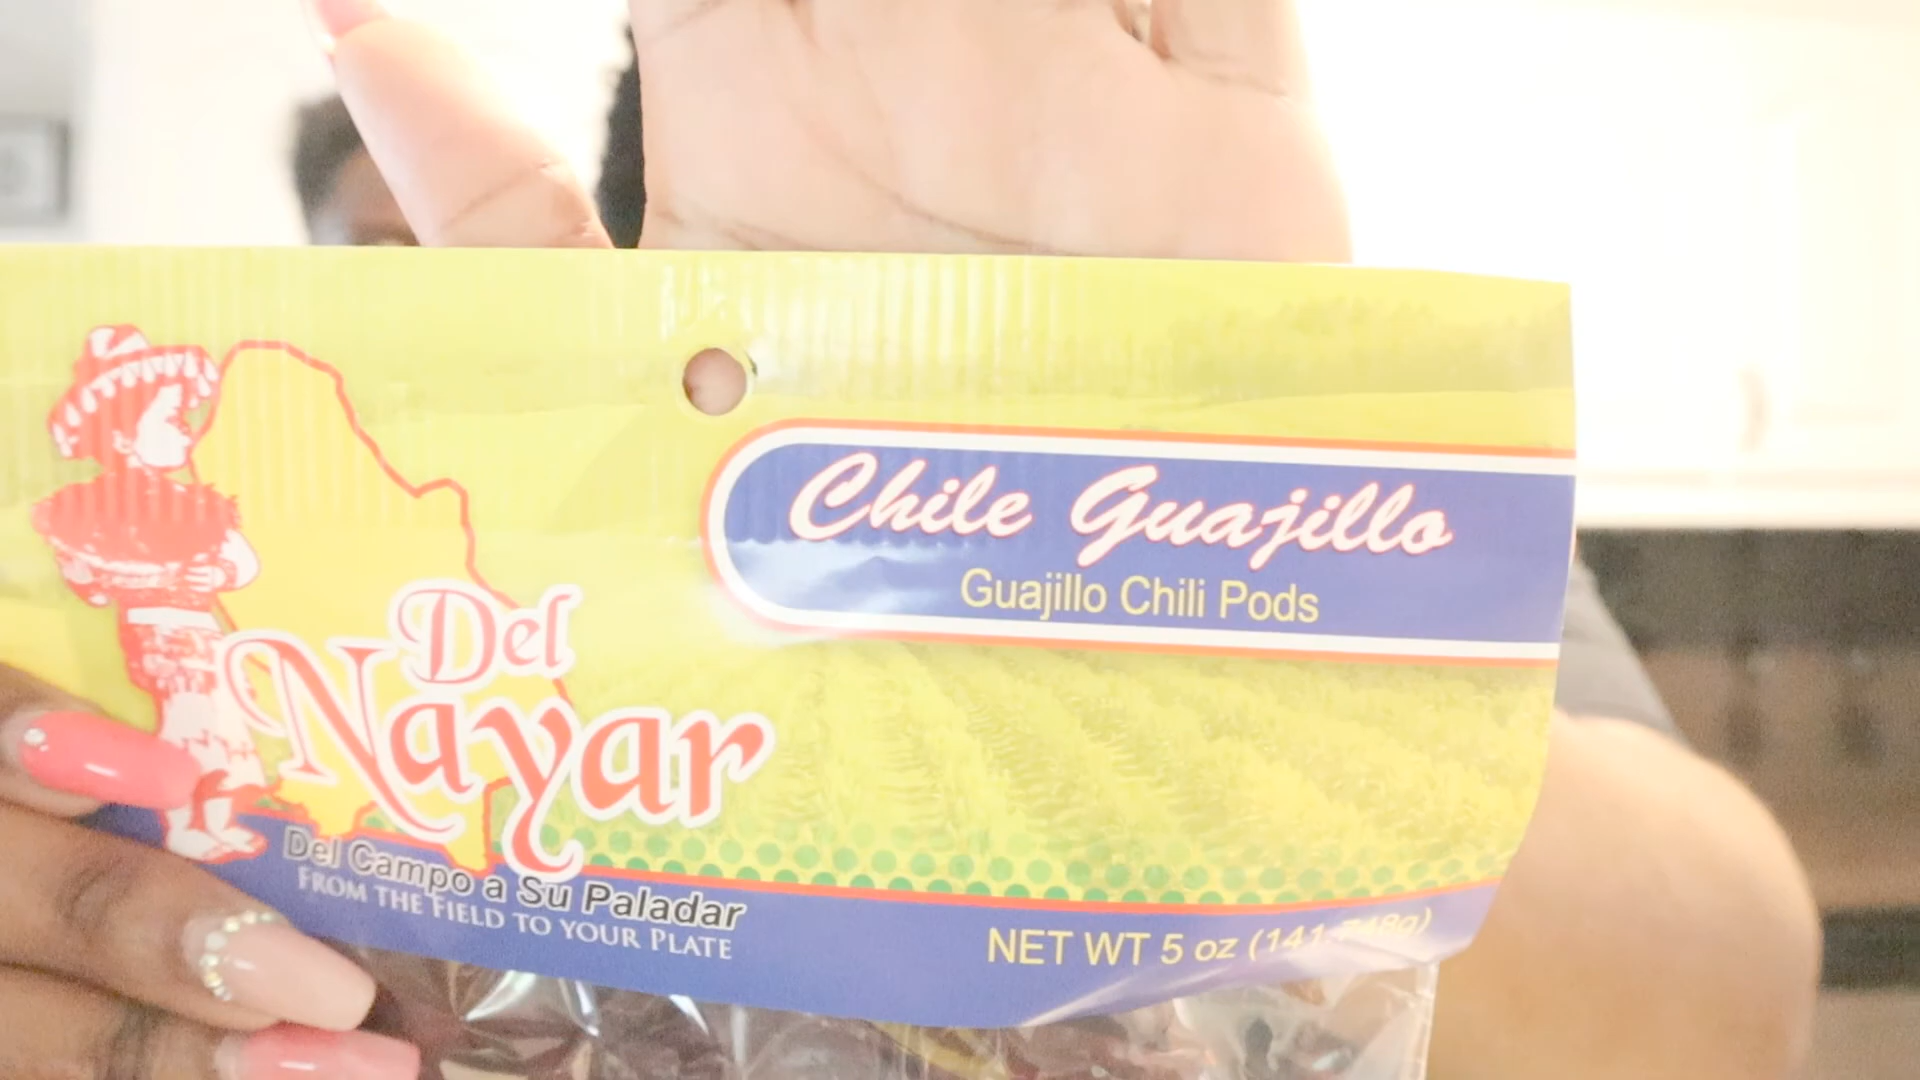 Chile Guajillo
Guajillo Chili Pods
Del
Nayar
Del Campo a Su Paladar
FROM THE FIELD TO YOUR PLATE
NET WT 5 oz (141.748g)